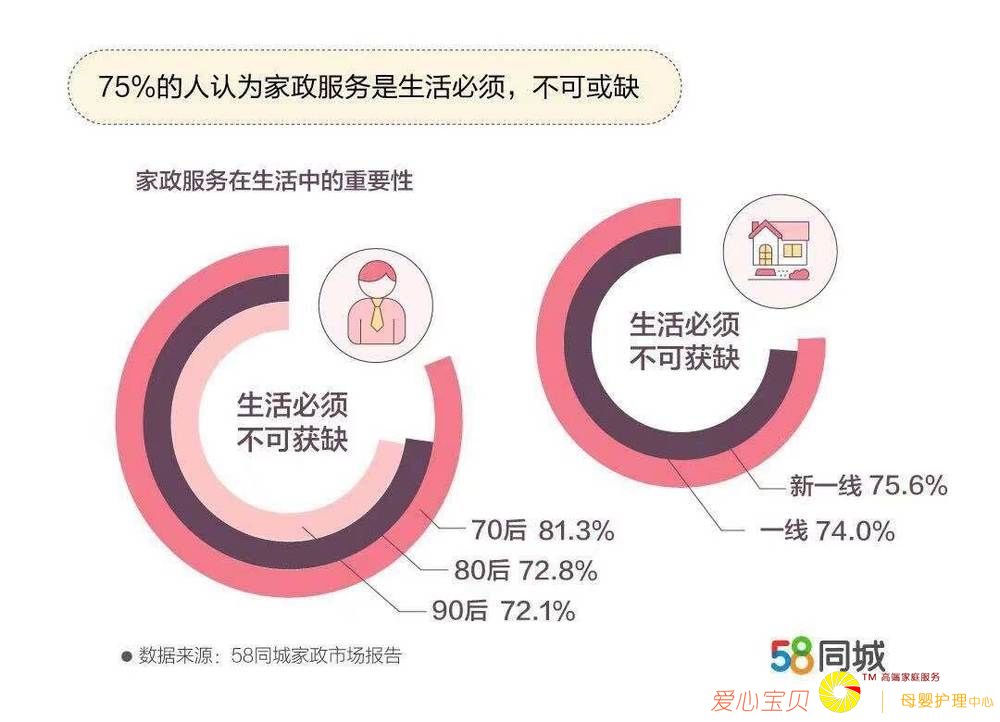 75%的人认为家政服务是生活必须，不可或缺
家政服务在生活中的重要性
生活必须
不可获缺
70后 81.3%
80后 72.8%
90后 72.1%
生活必须
不可获缺
新一线 75.6%
一线 74.0%
● 数据来源：58同城家政市场报告
58同城
TM 高端家庭服务
爱心宝贝 | 母婴护理中心